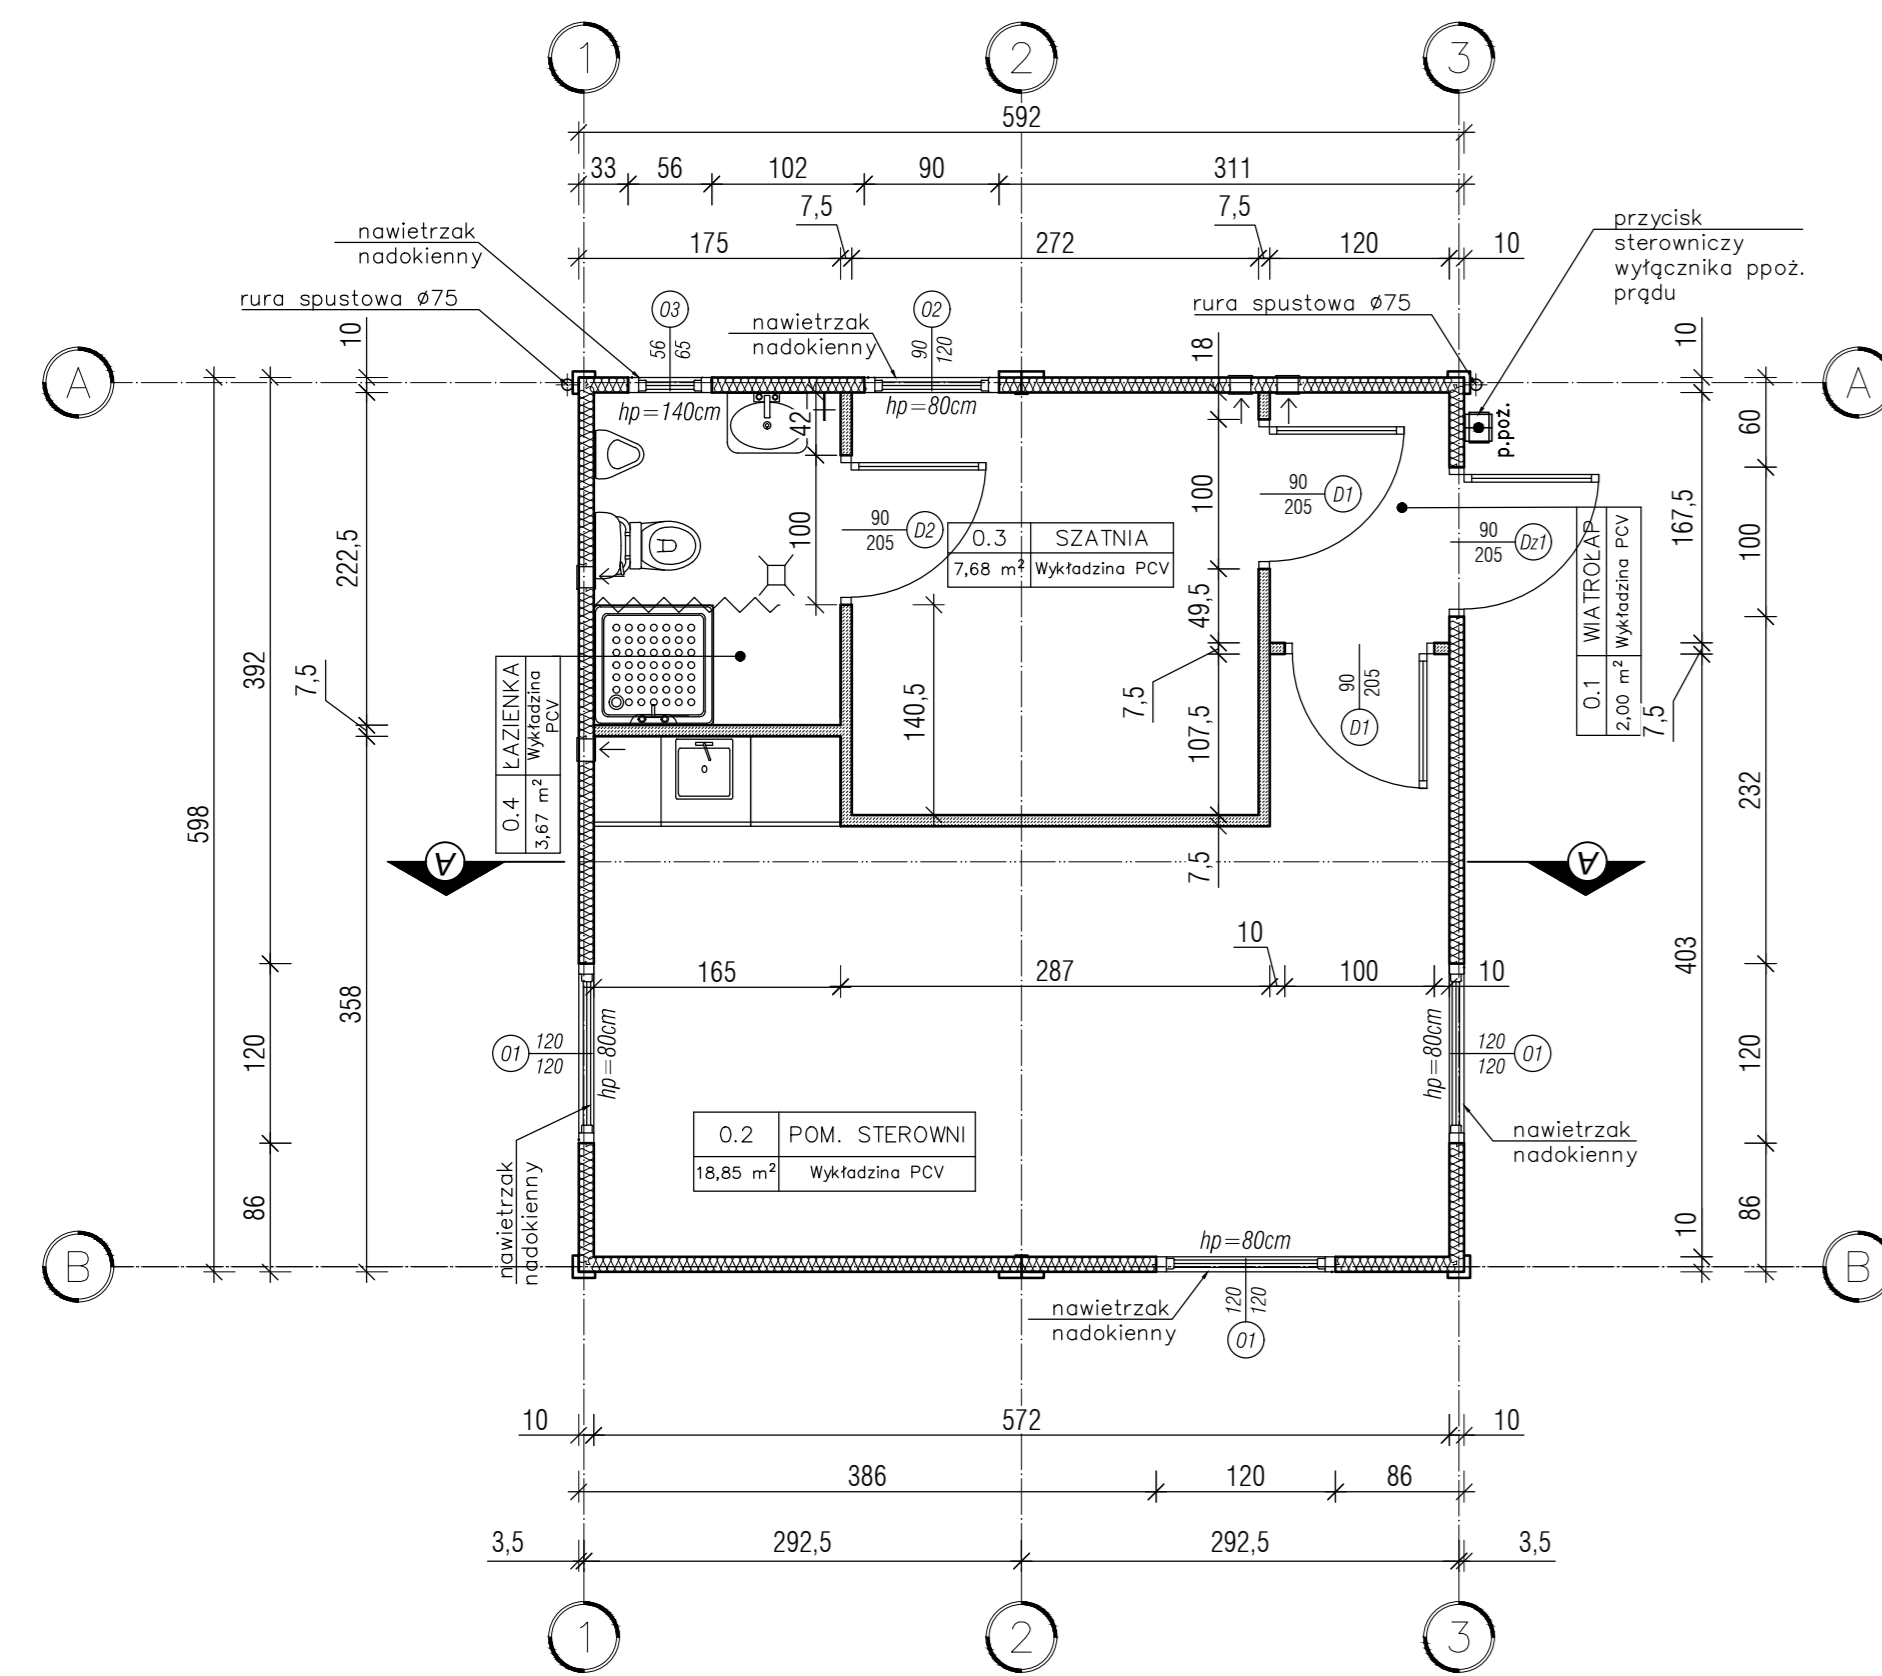 1
2
3
592
33
56
102
90
311
7,5
7,5
175
272
120
10
nawietrzak
nadokienny
rura spustowa ø75
przycisk
sterowniczy
wyłącznika ppoż.
prądu
O3
56
65
nawietrzak
nadokienny
O2
90
120
rura spustowa ø75
A
A
10
222,5
7,5
358
392
120
86
598
hp=140cm
hp=80cm
42
100
140,5
18
100
49,5
7,5
7,5
107,5
7,5
p.poż.
10
167,5
7,5
403
10
60
100
232
120
86
90
205
D2
90
205
D1
90
205
Dz1
90
205
D1
0.3 SZATNIA
7,68 m² Wykładzina PCV
0.1 WIATROŁAP
2,00 m² Wykładzina PCV
0.4 ŁAZIENKA
3,67 m² Wykładzina
PCV
A
A
165
287
10
100
10
O1
120
120
hp=80cm
hp=80cm
120
120
O1
nawietrzak
nadokienny
nawietrzak
nadokienny
0.2 POM. STEROWNI
18,85 m² Wykładzina PCV
hp=80cm
nawietrzak
nadokienny
120
120
O1
B
B
10
572
10
386
120
86
3,5
292,5
292,5
3,5
1
2
3